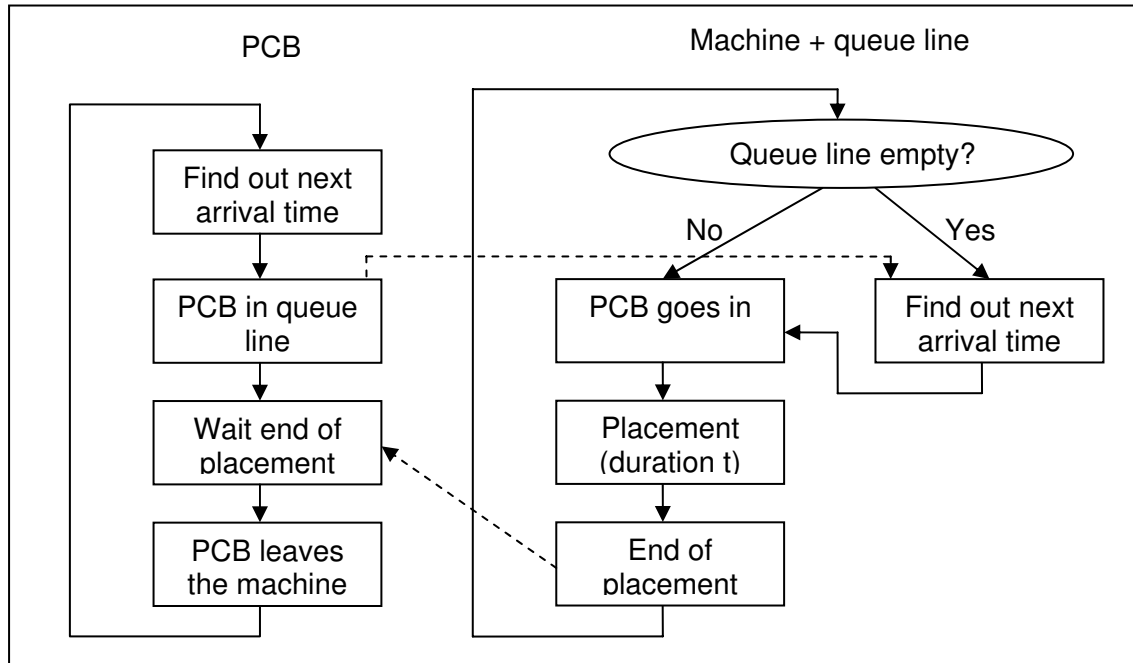 PCB
Machine + queue line
Find out next
arrival time
PCB in queue
line
Wait end of
placement
PCB leaves
the machine
Queue line empty?
No
Yes
PCB goes in
Find out next
arrival time
Placement
(duration t)
End of
placement